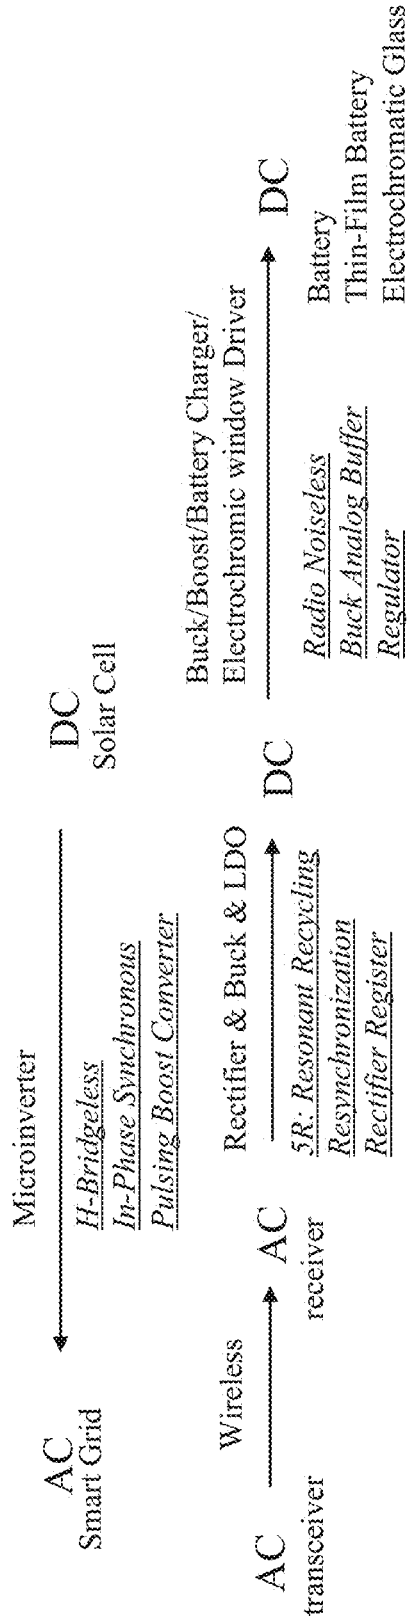 Microinverter
AC
Smart Grid
DC
Solar Cell
H-Bridgeless
In-Phase Synchronous
Pulsing Boost Converter
Wireless
AC
transceiver
AC
receiver
Rectifier & Buck & LDO
5R: Resonant Recycling
Resynchronization
Rectifier Register
DC
Buck/Boost/Battery Charger/
Electrochromic window Driver
Radio Noiseless
Buck Analog Buffer
Regulator
DC
Battery
Thin-Film Battery
Electrochromatic Glass